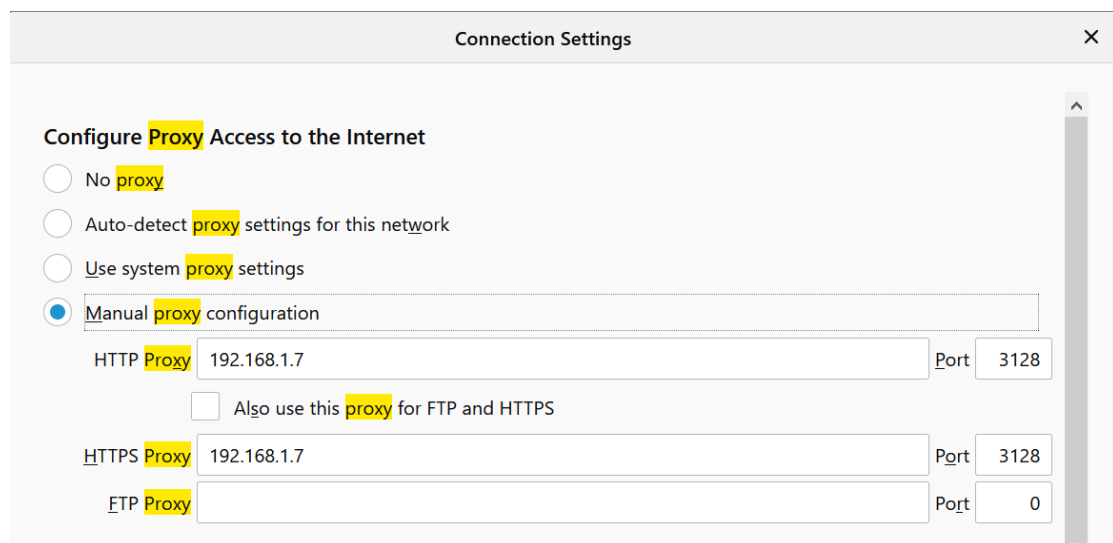 Connection Settings
Configure Proxy Access to the Internet
No proxy
Auto-detect proxy settings for this network
Use system proxy settings
Manual proxy configuration
HTTP Proxy 192.168.1.7 Port 3128
Also use this proxy for FTP and HTTPS
HTTPS Proxy 192.168.1.7 Port 3128
FTP Proxy Port 0